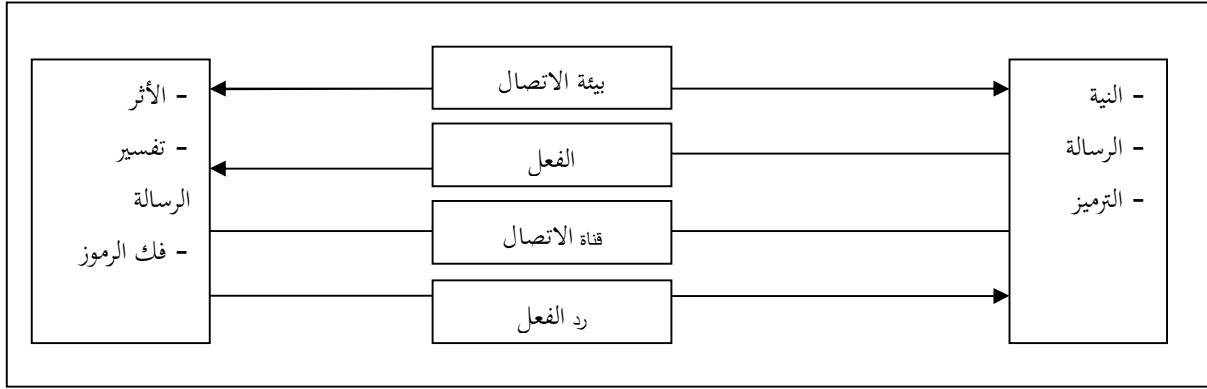 - النية
- الرسالة
- الترميز
بيئة الاتصال
الفعل
قناة الاتصال
رد الفعل
- الأثر
- تفسير
الرسالة
- فك الرموز